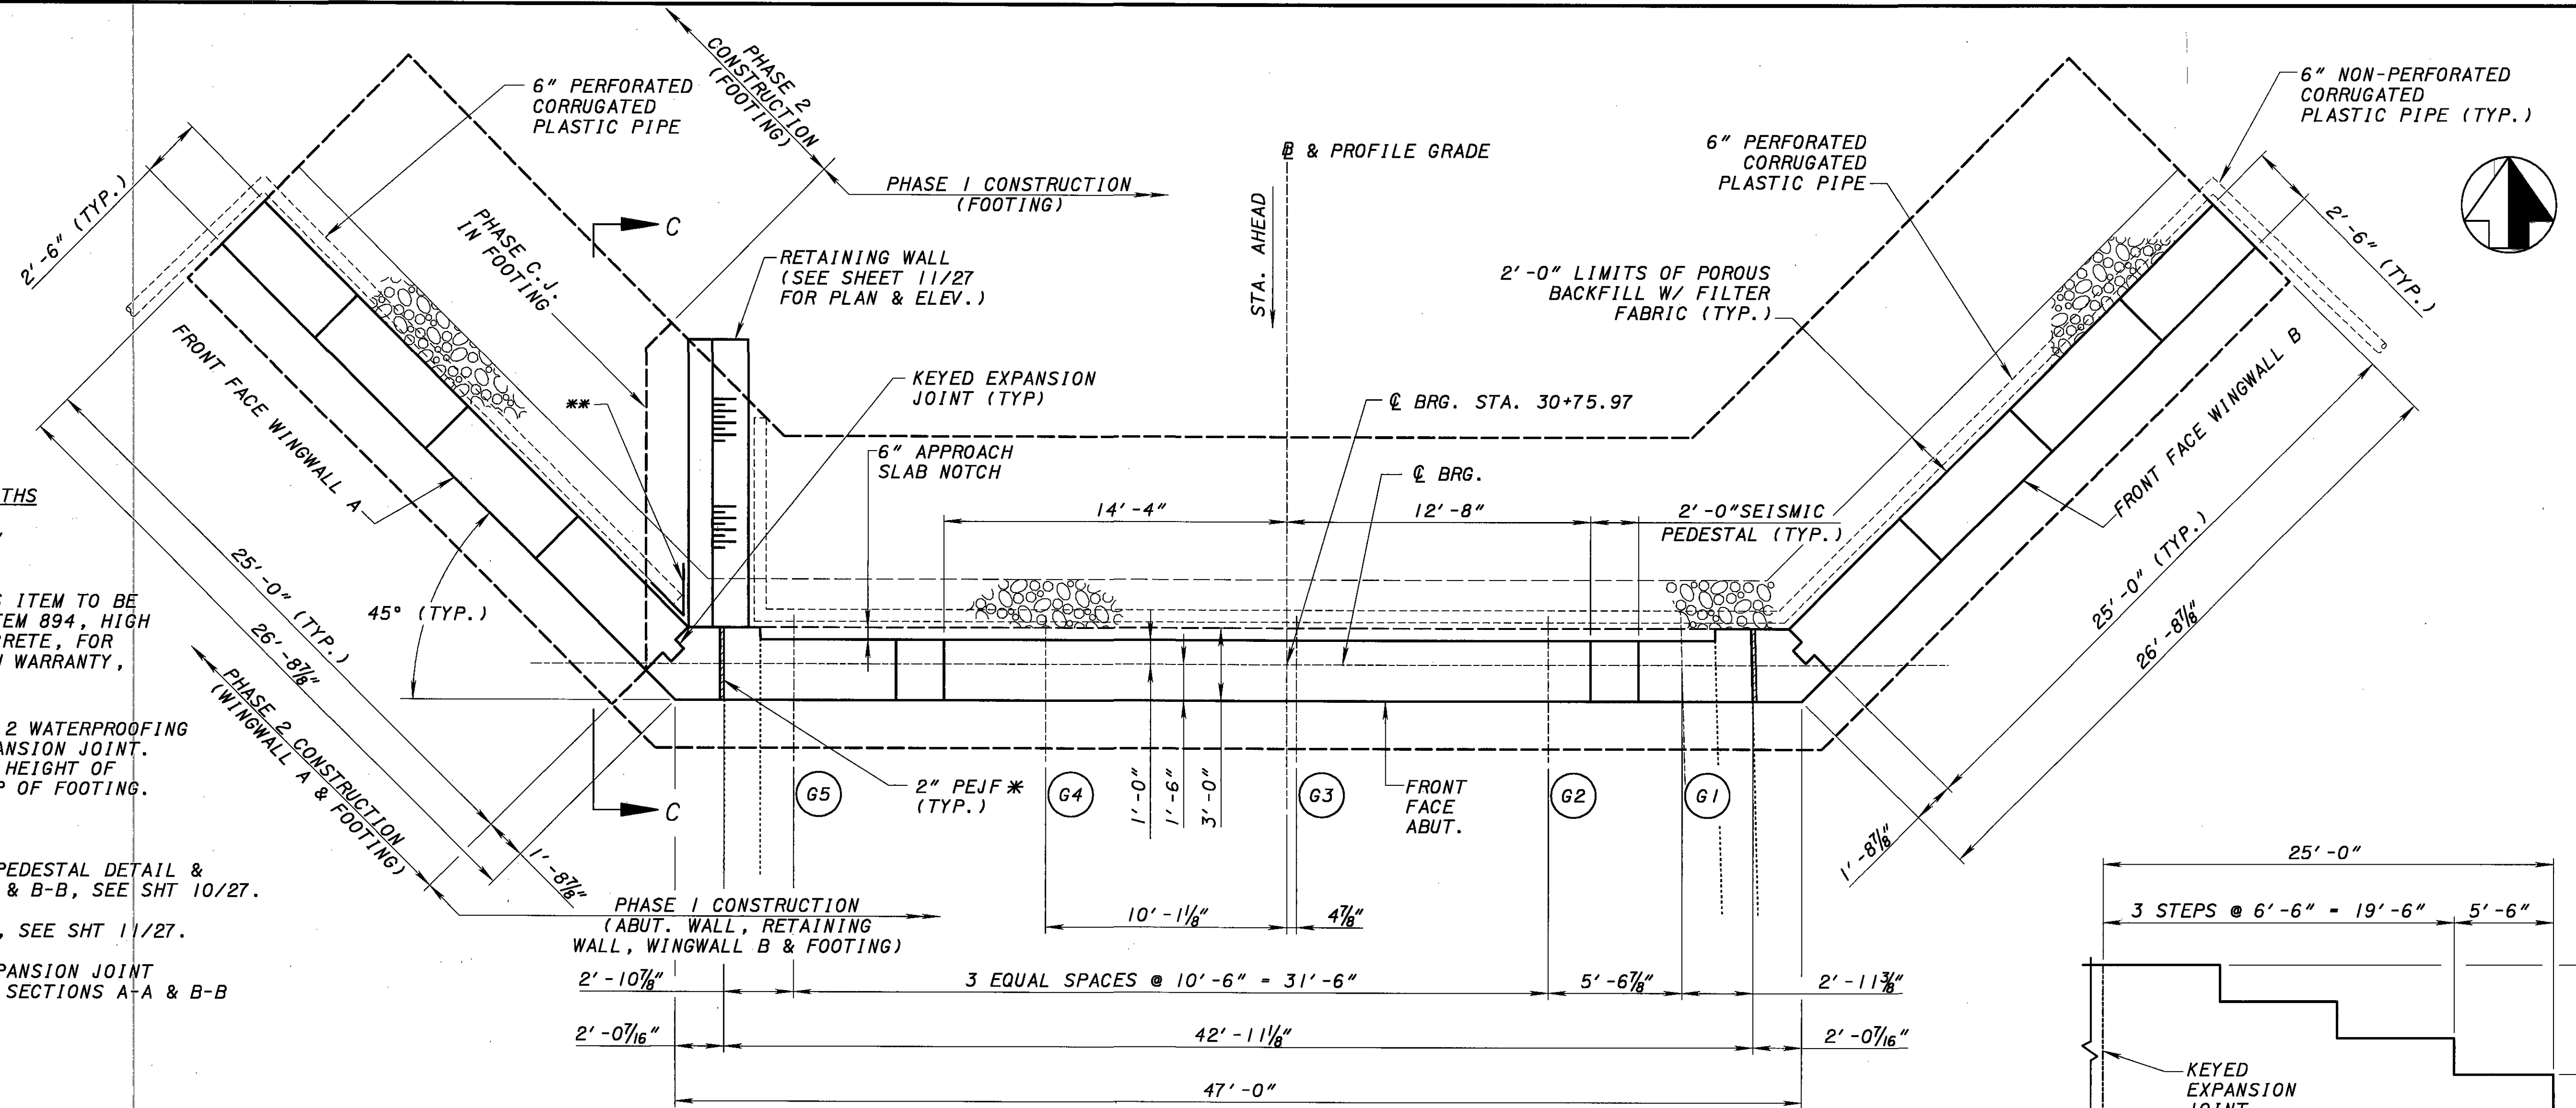 PHASE 2
CONSTRUCTION
(FOOTING)
6" PERFORATED
CORRUGATED
PLASTIC PIPE
PHASE 1 CONSTRUCTION
(FOOTING)
2'-6" (TYP.)
PHASE C.J.
IN FOOTING
C
RETAINING WALL
(SEE SHEET 11/27
FOR PLAN & ELEV.)
℄ & PROFILE GRADE
STA. AHEAD
6" PERFORATED
CORRUGATED
PLASTIC PIPE
6" NON-PERFORATED
CORRUGATED
PLASTIC PIPE (TYP.)
2'-6" (TYP.)
2'-0" LIMITS OF POROUS
BACKFILL W/ FILTER
FABRIC (TYP.)
FRONT FACE WINGWALL A
**
KEYED EXPANSION
JOINT (TYP)
6" APPROACH
SLAB NOTCH
℄ BRG. STA. 30+75.97
℄ BRG.
14'-4"
12'-8"
2'-0"SEISMIC
PEDESTAL (TYP.)
FRONT FACE WINGWALL B
THS
S ITEM TO BE
TEM 894, HIGH
CRETE, FOR
N WARRANTY,
2 WATERPROOFING
ANSION JOINT.
HEIGHT OF
P OF FOOTING.
PEDESTAL DETAIL &
& B-B, SEE SHT 10/27.
, SEE SHT 11/27.
PANSION JOINT
SECTIONS A-A & B-B
45° (TYP.)
25'-0" (TYP.)
26'-8⅞"
1'-8⅞"
PHASE 2 CONSTRUCTION
(WINGWALL A & FOOTING)
PHASE 1 CONSTRUCTION
(ABUT. WALL, RETAINING
WALL, WINGWALL B & FOOTING)
C
G5
2" PEJF *
(TYP.)
G4
1'-0"
1'-6"
3'-0"
G3
FRONT
FACE
ABUT.
G2
G1
25'-0" (TYP.)
26'-8⅞"
1'-8⅞"
10'-1⅛"
4⅞"
2'-10⅞"
3 EQUAL SPACES @ 10'-6" = 31'-6"
5'-6⅞"
2'-11⅜"
2'-0⁷⁄₁₆"
42'-11⅛"
2'-0⁷⁄₁₆"
47'-0"
25'-0"
3 STEPS @ 6'-6" = 19'-6"
5'-6"
KEYED
EXPANSION
JOINT